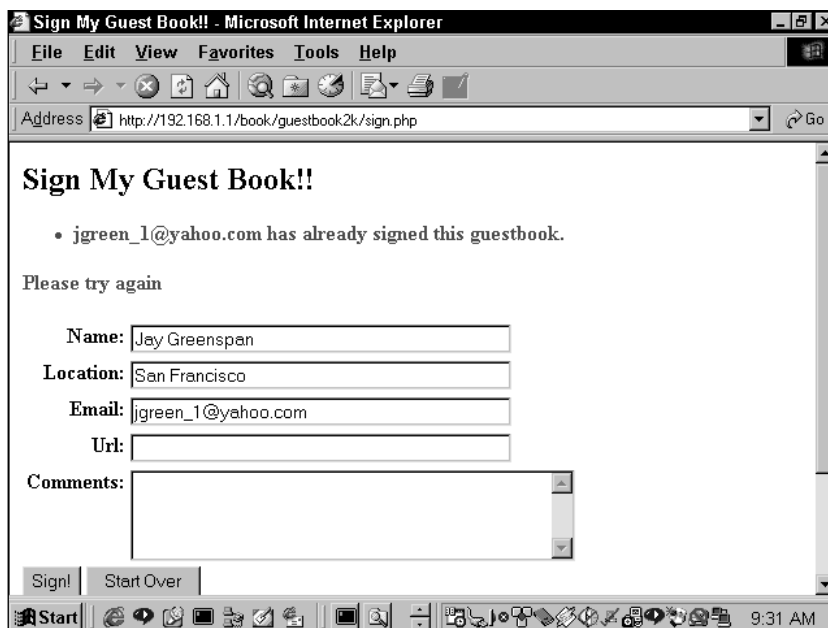 Sign My Guest Book!! - Microsoft Internet Explorer
File Edit View Favorites Tools Help
Address http://192.168.1.1/book/guestbook2k/sign.php Go
Sign My Guest Book!!
• jgreen_1@yahoo.com has already signed this guestbook.
Please try again
Name: Jay Greenspan
Location: San Francisco
Email: jgreen_1@yahoo.com
Url:
Comments:
Sign! Start Over
Start 9:31 AM